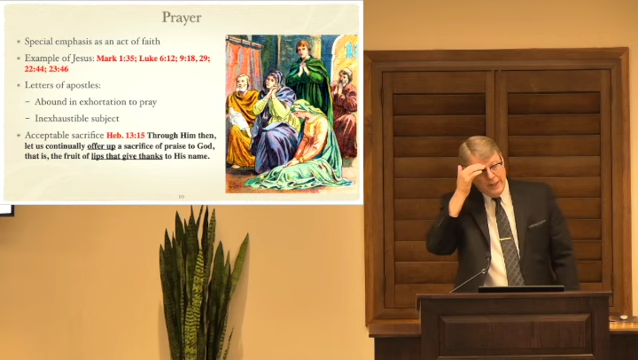 Prayer
• Special emphasis as an act of faith
• Example of Jesus: Mark 1:35; Luke 6:12; 9:18, 29;
22:44; 23:46
• Letters of apostles:
– Abound in exhortation to pray
– Inexhaustible subject
• Acceptable sacrifice Heb. 13:15 Through Him then,
let us continually offer up a sacrifice of praise to God,
that is, the fruit of lips that give thanks to His name.